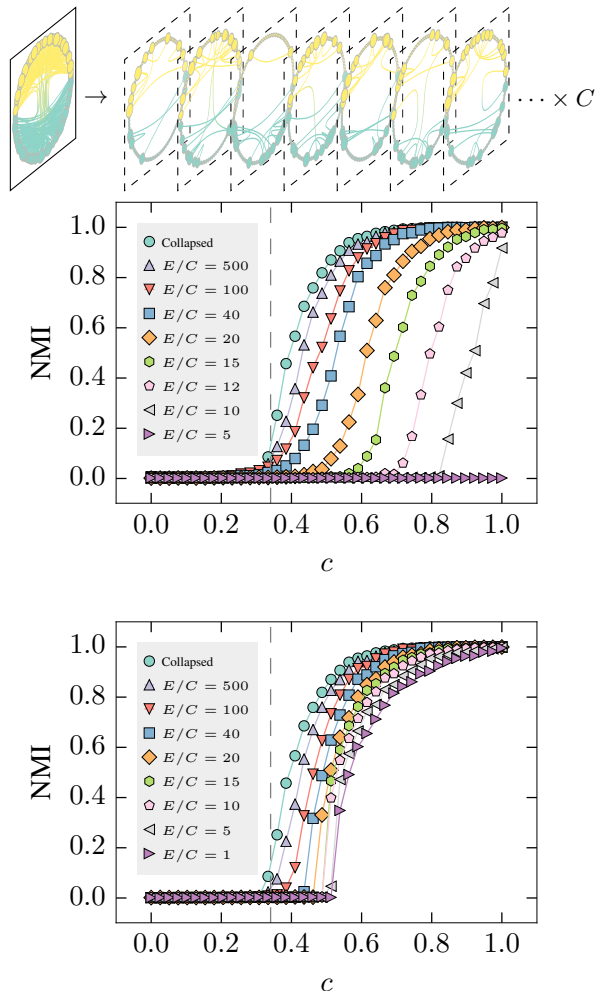 → ⋯ × C
1.0
0.8
0.6
0.4
0.2
0.0
NMI
Collapsed
E/C = 500
E/C = 100
E/C = 40
E/C = 20
E/C = 15
E/C = 12
E/C = 10
E/C = 5
0.0 0.2 0.4 0.6 0.8 1.0
c
1.0
0.8
0.6
0.4
0.2
0.0
NMI
Collapsed
E/C = 500
E/C = 100
E/C = 40
E/C = 20
E/C = 15
E/C = 10
E/C = 5
E/C = 1
0.0 0.2 0.4 0.6 0.8 1.0
c